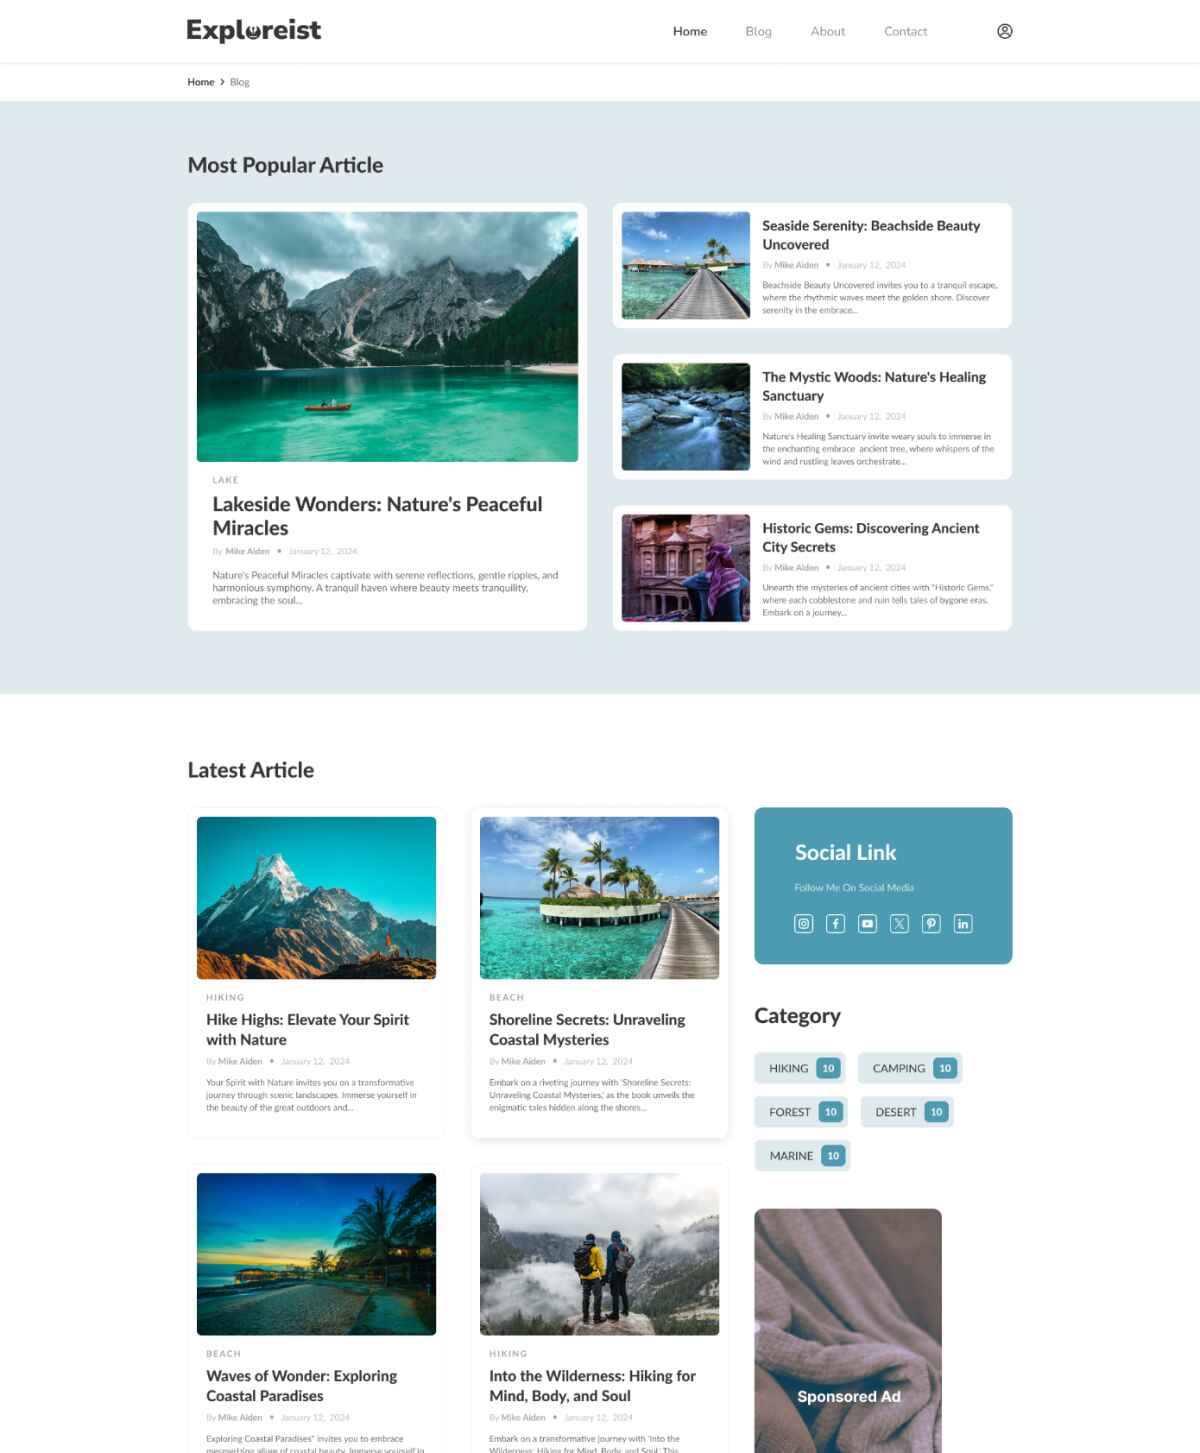 Exploreist
Home
Blog
About
Contact
Home > Blog
Most Popular Article
LAKE
Lakeside Wonders: Nature's Peaceful
Miracles
By Mike Aiden • January 12, 2024
Nature's Peaceful Miracles captivate with serene reflections, gentle ripples, and
harmonious symphony. A tranquil haven where beauty meets tranquility,
embracing the soul...
Seaside Serenity: Beachside Beauty
Uncovered
By Mike Aiden • January 12, 2024
Beachside Beauty Uncovered invites you to a tranquil escape,
where the rhythmic waves meet the golden shore. Discover
serenity in the embrace...
The Mystic Woods: Nature's Healing
Sanctuary
By Mike Aiden • January 12, 2024
Nature's Healing Sanctuary invite weary souls to immerse in
the enchanting embrace ancient tree, where whispers of the
wind and rustling leaves orchestrate...
Historic Gems: Discovering Ancient
City Secrets
By Mike Aiden • January 12, 2024
Unearth the mysteries of ancient cities with "Historic Gems,"
where each cobblestone and ruin tells tales of bygone eras.
Embark on a journey...
Latest Article
HIKING
Hike Highs: Elevate Your Spirit
with Nature
By Mike Aiden • January 12, 2024
Your Spirit with Nature invites you on a transformative
journey through scenic landscapes. Immerse yourself in
the beauty of the great outdoors and...
BEACH
Shoreline Secrets: Unraveling
Coastal Mysteries
By Mike Aiden • January 12, 2024
Embark on a riveting journey with 'Shoreline Secrets:
Unraveling Coastal Mysteries,' as the book unveils the
enigmatic tales hidden along the shores...
BEACH
Waves of Wonder: Exploring
Coastal Paradises
By Mike Aiden • January 12, 2024
Exploring Coastal Paradises" invites you to embrace
mesmerizing allure of coastal beauty. Immerse yourself in
HIKING
Into the Wilderness: Hiking for
Mind, Body, and Soul
By Mike Aiden • January 12, 2024
Embark on a transformative journey with 'Into the
Wilderness: Hiking for Mind, Body, and Soul.' This
Social Link
Follow Me On Social Media
Category
HIKING 10
CAMPING 10
FOREST 10
DESERT 10
MARINE 10
Sponsored Ad